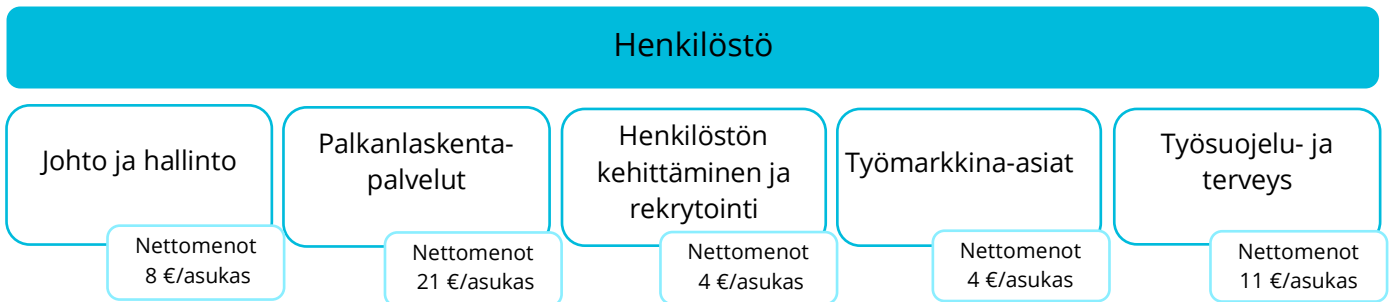 Henkilöstö
Johto ja hallinto
Nettomenot
8 €/asukas
Palkanlaskenta-
palvelut
Nettomenot
21 €/asukas
Henkilöstön
kehittäminen ja
rekrytointi
Nettomenot
4 €/asukas
Työmarkkina-asiat
Nettomenot
4 €/asukas
Työsuojelu- ja
terveys
Nettomenot
11 €/asukas